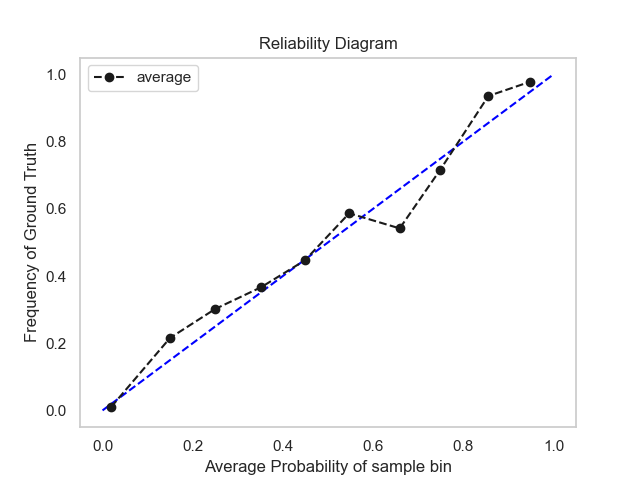 Reliability Diagram
average
Frequency of Ground Truth
1.0
0.8
0.6
0.4
0.2
0.0
0.0 0.2 0.4 0.6 0.8 1.0
Average Probability of sample bin